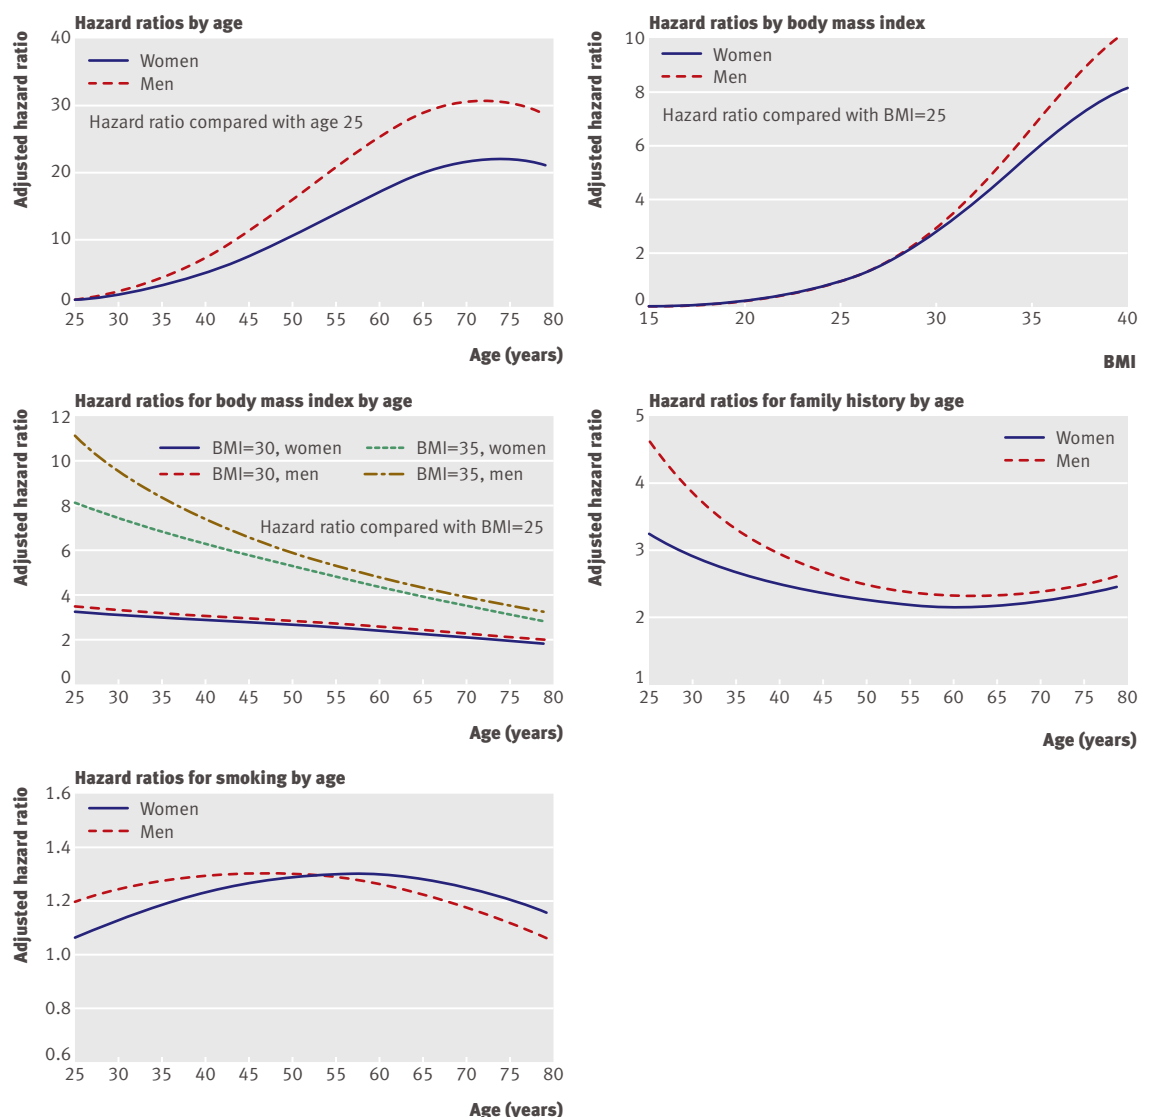 Hazard ratios by age
Adjusted hazard ratio
40
30
20
10
0
Women
Men
Hazard ratio compared with age 25
25 30 35 40 45 50 55 60 65 70 75 80
Age (years)
Hazard ratios by body mass index
Adjusted hazard ratio
10
8
6
4
2
0
Women
Men
Hazard ratio compared with BMI=25
15 20 25 30 35 40
BMI
Hazard ratios for body mass index by age
Adjusted hazard ratio
12
10
8
6
4
2
0
BMI=30, women BMI=35, women
BMI=30, men BMI=35, men
Hazard ratio compared with BMI=25
25 30 35 40 45 50 55 60 65 70 75 80
Age (years)
Hazard ratios for family history by age
Adjusted hazard ratio
5
4
3
2
1
Women
Men
25 30 35 40 45 50 55 60 65 70 75 80
Age (years)
Hazard ratios for smoking by age
Adjusted hazard ratio
1.6
1.4
1.2
1.0
0.8
0.6
Women
Men
25 30 35 40 45 50 55 60 65 70 75 80
Age (years)